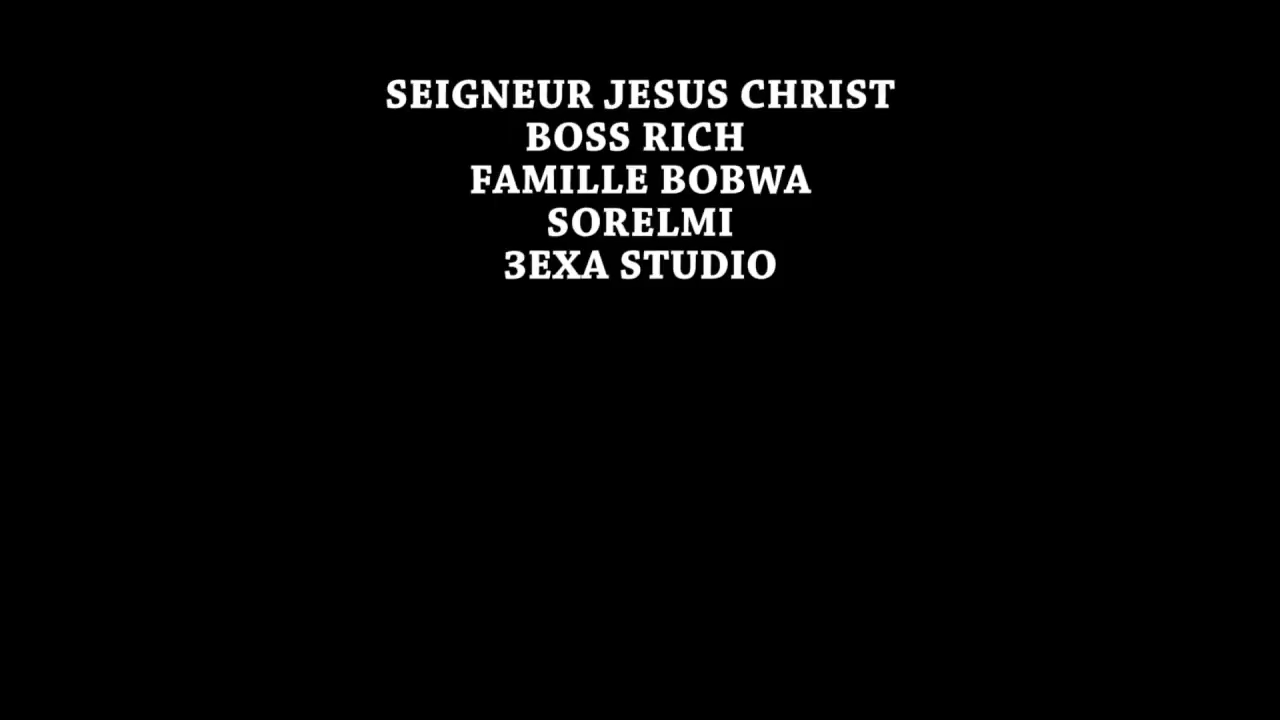 SEIGNEUR JESUS CHRIST
BOSS RICH
FAMILLE BOBWA
SORELMI
3EXA STUDIO